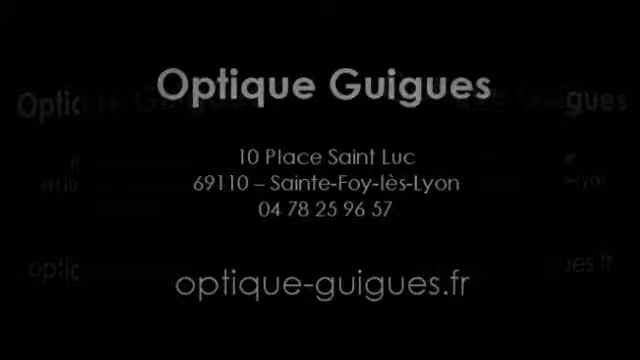 Optique Guigues
10 Place Saint Luc
69110 – Sainte-Foy-lès-Lyon
04 78 25 96 57
optique-guigues.fr